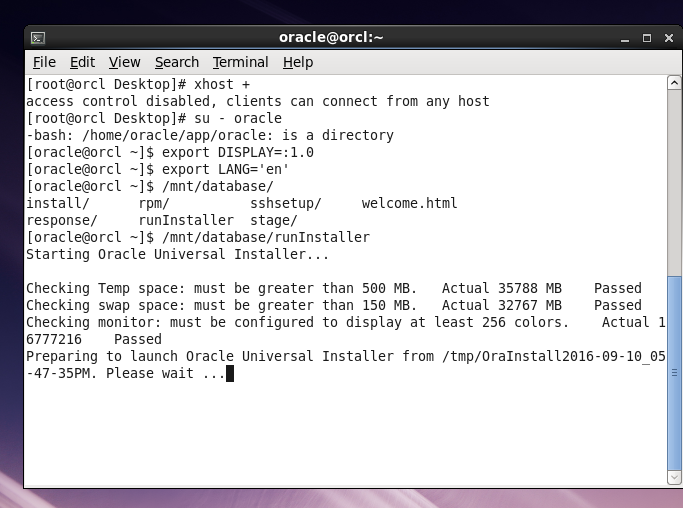 oracle@orcl:~
File Edit View Search Terminal Help
[root@orcl Desktop]# xhost +
access control disabled, clients can connect from any host
[root@orcl Desktop]# su - oracle
-bash: /home/oracle/app/oracle: is a directory
[oracle@orcl ~]$ export DISPLAY=:1.0
[oracle@orcl ~]$ export LANG='en'
[oracle@orcl ~]$ /mnt/database/
install/      rpm/          sshsetup/     welcome.html
response/     runInstaller  stage/
[oracle@orcl ~]$ /mnt/database/runInstaller
Starting Oracle Universal Installer...
Checking Temp space: must be greater than 500 MB.   Actual 35788 MB    Passed
Checking swap space: must be greater than 150 MB.   Actual 32767 MB    Passed
Checking monitor: must be configured to display at least 256 colors.    Actual 1
6777216    Passed
Preparing to launch Oracle Universal Installer from /tmp/OraInstall2016-09-10_05
-47-35PM. Please wait ...